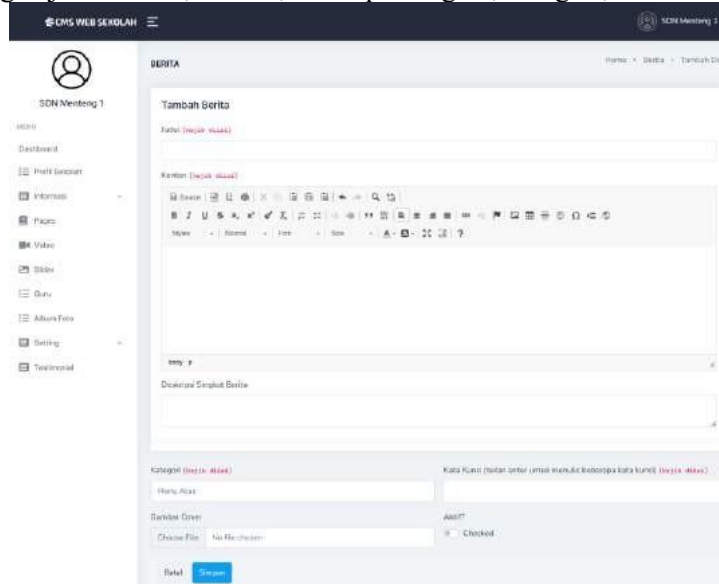 CMS WEB SEKOLAH
SDN Menteng 1
SDN Menteng 1
MENU
Dashboard
Profil Sekolah
Informasi
Pages
Video
Slider
Guru
Album Foto
Setting
Testimonial
BERITA
Home Berita Tambah
Tambah Berita
Judul (wajib diisi)
Konten (wajib diisi)
Source
Styles Normal Font Size
body p
Deskripsi Singkat Berita
Kategori (wajib diisi)
Menu Atas
Kata Kunci (tekan enter untuk menulis beberapa kata kunci) (wajib diisi)
Gambar Cover
Choose File No file chosen
Aktif?
Checked
Batal Simpan